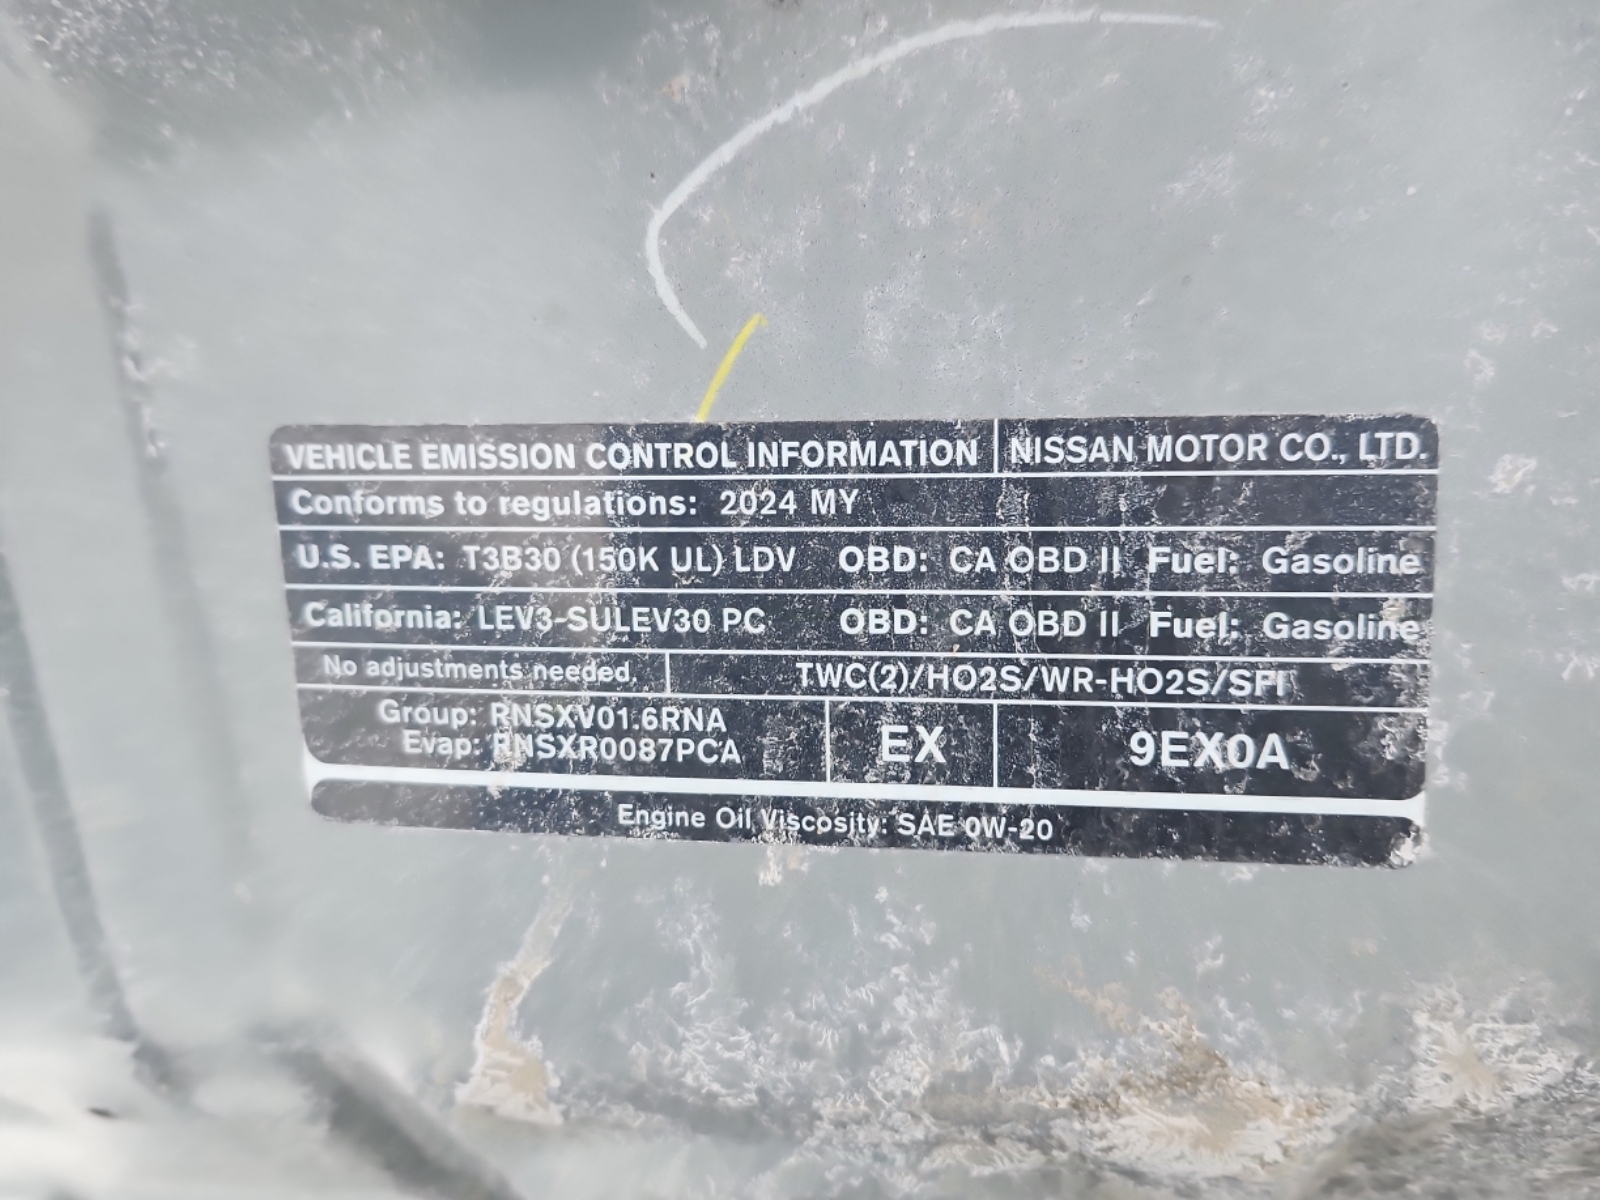 VEHICLE EMISSION CONTROL INFORMATION NISSAN MOTOR CO., LTD.
Conforms to regulations: 2024 MY
U.S. EPA: T3B30 (150K UL) LDV OBD: CA OBD II Fuel: Gasoline
California: LEV3-SULEV30 PC OBD: CA OBD II Fuel: Gasoline
No adjustments needed. TWC(2)/HO2S/WR-HO2S/SFI
Group: RNSXV01.6RNA
Evap: RNSXR0087PCA
EX 9EX0A
Engine Oil Viscosity: SAE 0W-20